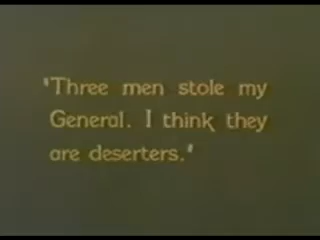 "Three men stole my
General. I think they
are deserters."